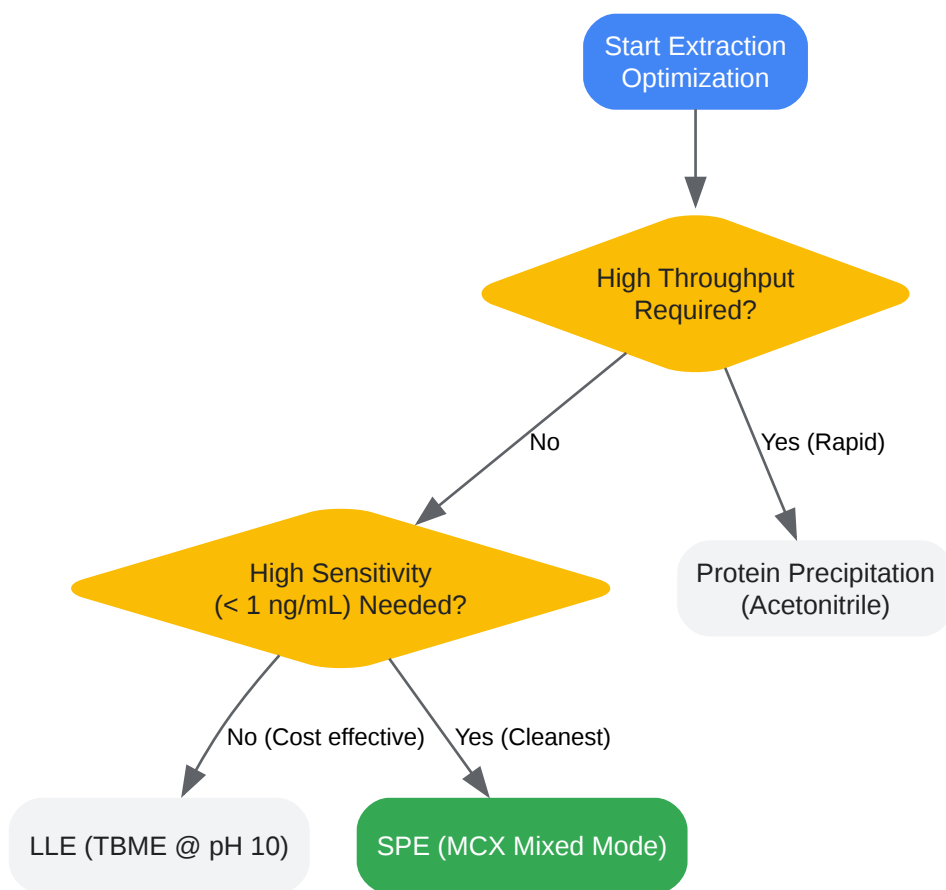 Start Extraction
Optimization
High Throughput
Required?
No
Yes (Rapid)
High Sensitivity
(< 1 ng/mL) Needed?
Protein Precipitation
(Acetonitrile)
No (Cost effective)
Yes (Cleanest)
LLE (TBME @ pH 10)
SPE (MCX Mixed Mode)